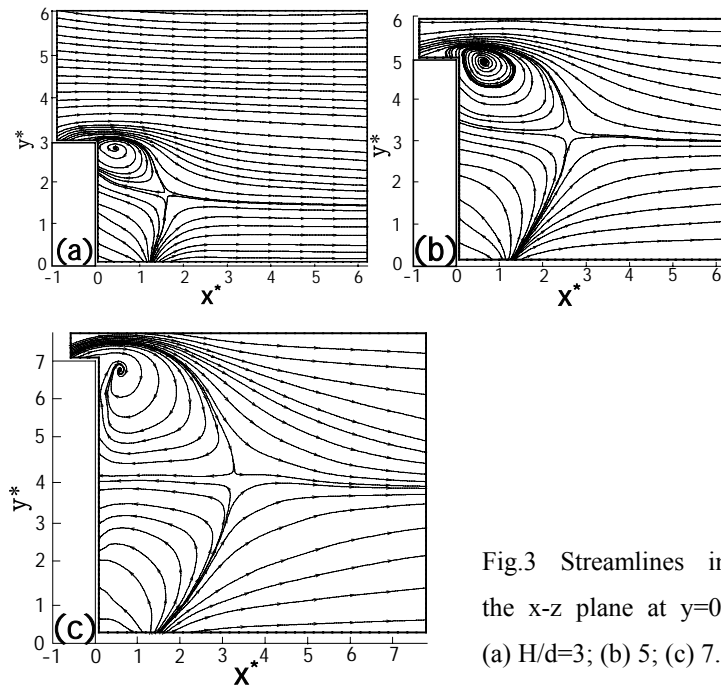 6
5
4
y*
3
2
1
0
(a)
-1 0 1 2 3 4 5 6
x*
6
5
4
y*
3
2
1
0
(b)
-1 0 1 2 3 4 5 6
x*
7
6
5
y*
4
3
2
1
0
(c)
-1 0 1 2 3 4 5 6 7
x*
Fig.3 Streamlines in
the x-z plane at y=0
(a) H/d=3; (b) 5; (c) 7.